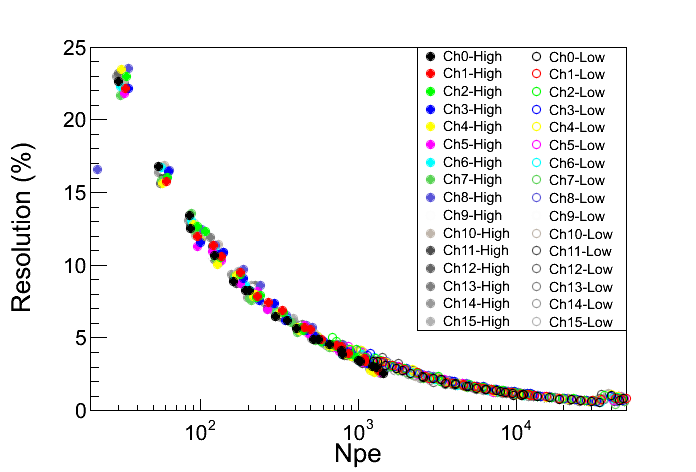 25
20
15
10
5
0
Resolution (%)
10²
10³
10⁴
Npe
Ch0-High Ch0-Low
Ch1-High Ch1-Low
Ch2-High Ch2-Low
Ch3-High Ch3-Low
Ch4-High Ch4-Low
Ch5-High Ch5-Low
Ch6-High Ch6-Low
Ch7-High Ch7-Low
Ch8-High Ch8-Low
Ch9-High Ch9-Low
Ch10-High Ch10-Low
Ch11-High Ch11-Low
Ch12-High Ch12-Low
Ch13-High Ch13-Low
Ch14-High Ch14-Low
Ch15-High Ch15-Low